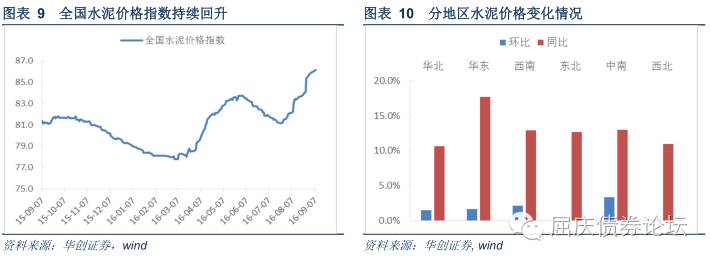 图表 9 全国水泥价格指数持续回升
全国水泥价格指数
87.0
84.0
81.0
78.0
75.0
15-09-07
15-10-07
15-11-07
15-12-07
16-01-07
16-02-07
16-03-07
16-04-07
16-05-07
16-06-07
16-07-07
16-08-07
16-09-07
资料来源：华创证券，wind
图表 10 分地区水泥价格变化情况
环比 同比
华北 华东 西南 东北 中南 西北
20.0%
15.0%
10.0%
5.0%
0.0%
屈庆债券论坛
资料来源：华创证券, wind